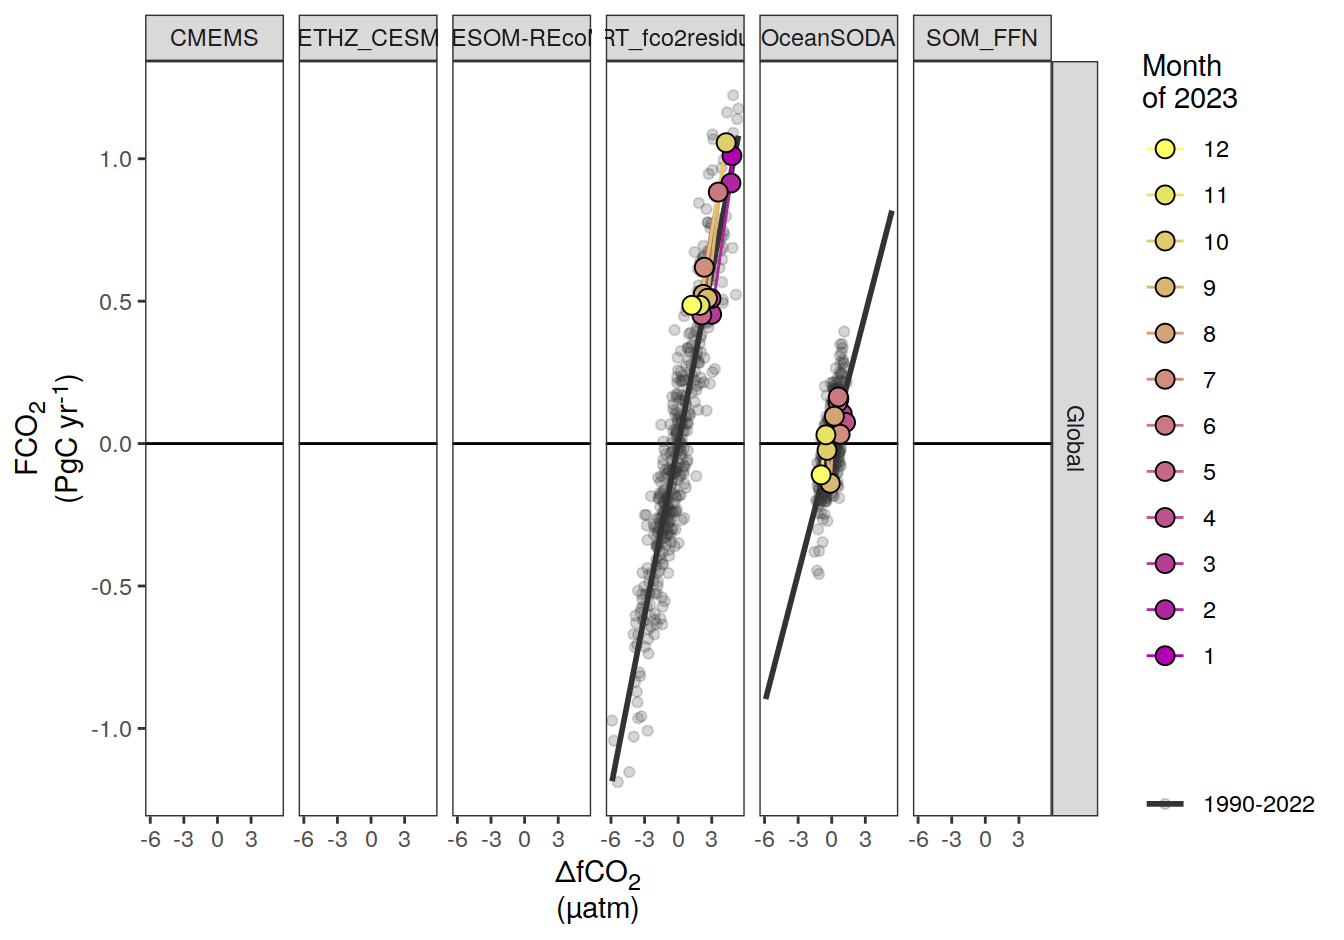 CMEMS ETHZ_CESM ESOM-REcoM RT_fco2residu OceanSODA SOM_FFN
Month
of 2023
12
11
10
9
8
7
6
5
4
3
2
1
1990-2022
Global
FCO2
(PgC yr-1)
1.0
0.5
0.0
-0.5
-1.0
-6 -3 0 3 -6 -3 0 3 -6 -3 0 3 -6 -3 0 3 -6 -3 0 3 -6 -3 0 3
ΔfCO2
(µatm)